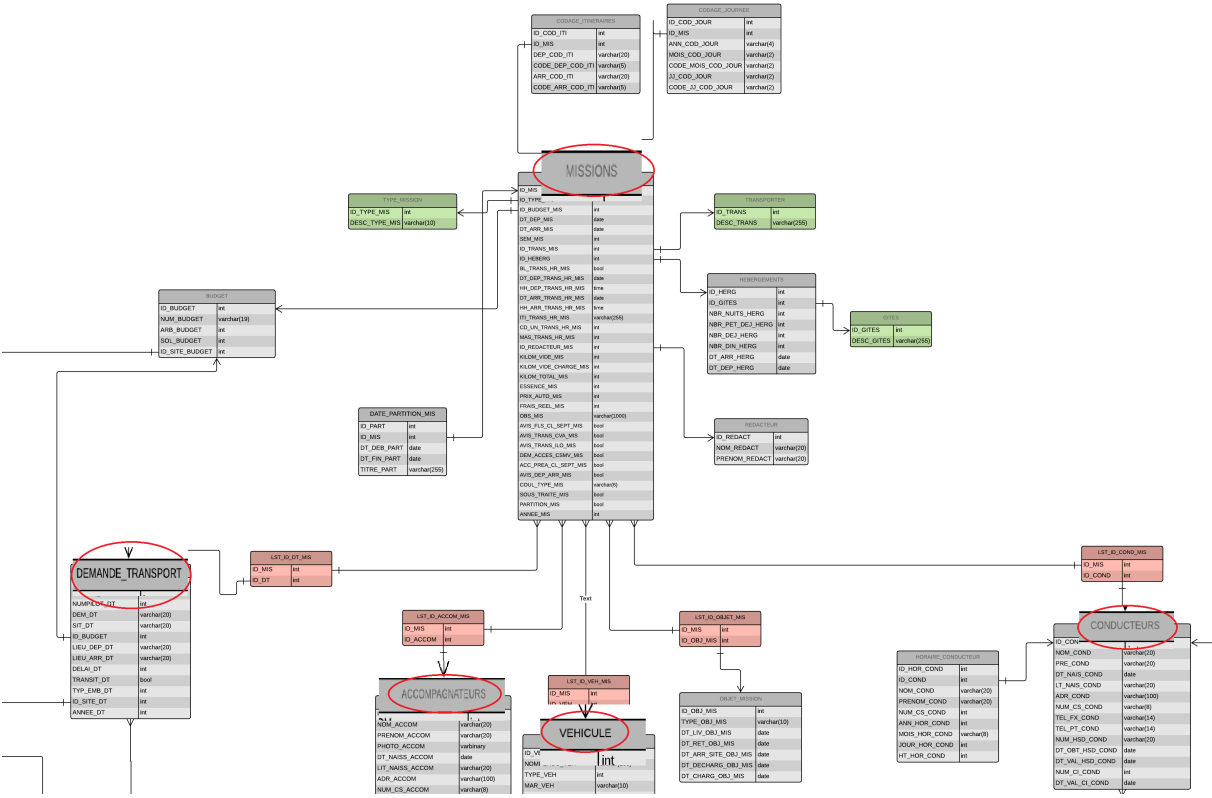 CODAGE_ITINERAIRES
ID_COD_ITI int
ID_MIS int
DEP_COD_ITI varchar(20)
CODE_DEP_COD_ITI varchar(5)
ARR_COD_ITI varchar(20)
CODE_ARR_COD_ITI varchar(5)
CODAGE_JOURNEE
ID_COD_JOUR int
ID_MIS int
ANN_COD_JOUR varchar(4)
MOIS_COD_JOUR varchar(2)
CODE_MOIS_COD_JOUR varchar(2)
JJ_COD_JOUR varchar(2)
CODE_JJ_COD_JOUR varchar(2)
MISSIONS
ID_MIS
ID_TYPE_
ID_BUDGET_MIS int
DT_DEP_MIS date
DT_ARR_MIS date
SEM_MIS int
ID_TRANS_MIS int
ID_HEBERG int
BL_TRANS_HR_MIS bool
DT_DEP_TRANS_HR_MIS date
HH_DEP_TRANS_HR_MIS time
DT_ARR_TRANS_HR_MIS date
HH_ARR_TRANS_HR_MIS time
ITI_TRANS_HR_MIS varchar(255)
CD_UN_TRANS_HR_MIS int
MAS_TRANS_HR_MIS int
ID_REDACTEUR_MIS int
KILOM_VIDE_MIS int
KILOM_VIDE_CHARGE_MIS int
KILOM_TOTAL_MIS int
ESSENCE_MIS int
PRIX_AUTO_MIS int
FRAIS_REEL_MIS int
OBS_MIS varchar(1000)
AVIS_FLS_CL_SEPT_MIS bool
AVIS_TRANS_CVA_MIS bool
AVIS_TRANS_ILO_MIS bool
DEM_ACCES_CSMV_MIS bool
ACC_PREA_CL_SEPT_MIS bool
AVIS_DEP_ARR_MIS bool
COUL_TYPE_MIS varchar(6)
SOUS_TRAITE_MIS bool
PARTITION_MIS bool
ANNEE_MIS int
TYPE_MISSION
ID_TYPE_MIS int
DESC_TYPE_MIS varchar(10)
TRANSPORTER
ID_TRANS int
DESC_TRANS varchar(255)
HEBERGEMENTS
ID_HERG int
ID_GITES int
NBR_NUITS_HERG int
NBR_PET_DEJ_HERG int
NBR_DEJ_HERG int
NBR_DIN_HERG int
DT_ARR_HERG date
DT_DEP_HERG date
GITES
ID_GITES int
DESC_GITES varchar(255)
BUDGET
ID_BUDGET int
NUM_BUDGET varchar(19)
ARB_BUDGET int
SOL_BUDGET int
ID_SITE_BUDGET int
DATE_PARTITION_MIS
ID_PART int
ID_MIS int
DT_DEB_PART date
DT_FIN_PART date
TITRE_PART varchar(255)
REDACTEUR
ID_REDACT int
NOM_REDACT varchar(20)
PRENOM_REDACT varchar(20)
DEMANDE_TRANSPORT
NUMPILOT_DT int
DEM_DT varchar(20)
SIT_DT varchar(20)
ID_BUDGET int
LIEU_DEP_DT varchar(20)
LIEU_ARR_DT varchar(20)
DELAI_DT int
TRANSIT_DT bool
TYP_EMB_DT int
ID_SITE_DT int
ANNEE_DT int
LST_ID_DT_MIS
ID_MIS int
ID_DT int
LST_ID_COND_MIS
ID_MIS int
ID_COND int
Text
LST_ID_ACCOM_MIS
ID_MIS int
ID_ACCOM int
LST_ID_OBJET_MIS
ID_MIS int
ID_OBJ_MIS int
CONDUCTEURS
ID_CON
NOM_COND varchar(20)
PRE_COND varchar(20)
DT_NAIS_COND date
LT_NAIS_COND varchar(20)
ADR_COND varchar(100)
NUM_CS_COND varchar(8)
TEL_FX_COND varchar(14)
TEL_PT_COND varchar(14)
NUM_HSD_COND varchar(20)
DT_OBT_HSD_COND date
DT_VAL_HSD_COND date
NUM_CI_COND int
DT_VAL_CI_COND date
HORAIRE_CONDUCTEUR
ID_HOR_COND int
ID_COND int
NOM_COND varchar(20)
PRENOM_COND varchar(20)
NUM_CS_COND int
ANN_HOR_COND int
MOIS_HOR_COND varchar(8)
JOUR_HOR_COND int
HT_HOR_COND int
ACCOMPAGNATEURS
NOM_ACCOM varchar(20)
PRENOM_ACCOM varchar(20)
PHOTO_ACCOM varbinary
DT_NAISS_ACCOM date
LIT_NAISS_ACCOM varchar(20)
ADR_ACCOM varchar(100)
NUM_CS_ACCOM varchar(8)
LST_ID_VEH_MIS
ID_MIS int
ID_VEH int
VEHICULE
ID_VE
int
NOM
TYPE_VEH int
MAR_VEH varchar(10)
OBJET_MISSION
ID_OBJ_MIS int
TYPE_OBJ_MIS varchar(10)
DT_LIV_OBJ_MIS date
DT_RET_OBJ_MIS date
DT_ARR_SITE_OBJ_MIS date
DT_DECHARG_OBJ_MIS date
DT_CHARG_OBJ_MIS date